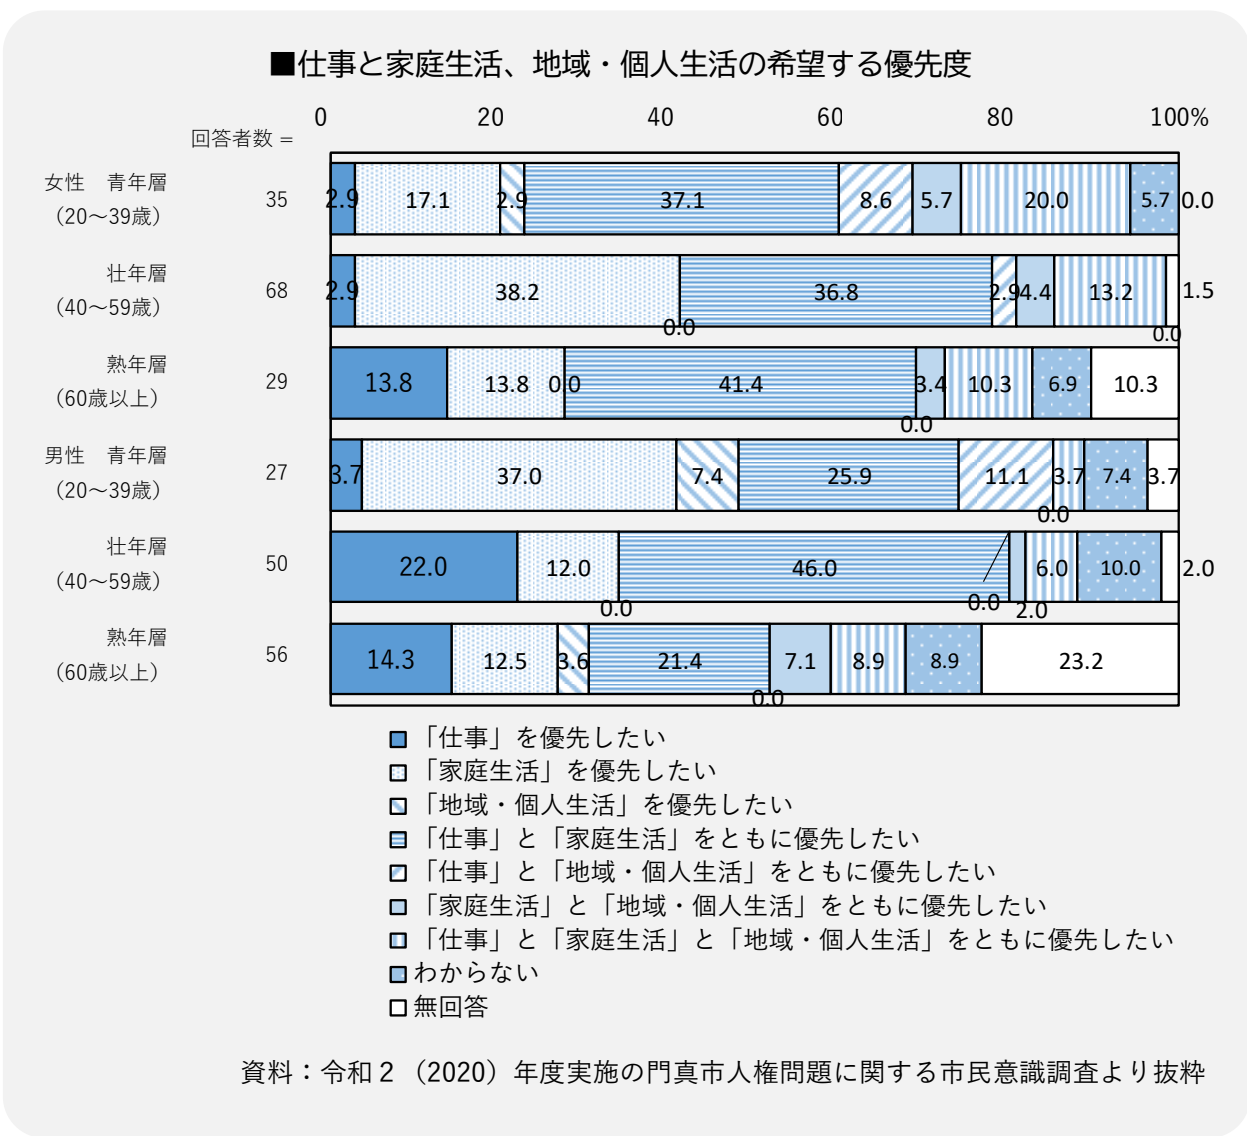 ■仕事と家庭生活、地域・個人生活の希望する優先度
0 20 40 60 80 100%
回答者数 =
女性 青年層
（20～39歳）
35
2.9 17.1 2.9 37.1 8.6 5.7 20.0 5.7 0.0
壮年層
（40～59歳）
68
2.9 38.2 0.0 36.8 2.9 4.4 13.2 0.0 1.5
熟年層
（60歳以上）
29
13.8 13.8 0.0 41.4 0.0 3.4 10.3 6.9 10.3
男性 青年層
（20～39歳）
27
3.7 37.0 7.4 25.9 11.1 0.0 3.7 7.4 3.7
壮年層
（40～59歳）
50
22.0 12.0 0.0 46.0 0.0 2.0 6.0 10.0 2.0
熟年層
（60歳以上）
56
14.3 12.5 3.6 21.4 0.0 7.1 8.9 8.9 23.2
「仕事」を優先したい
「家庭生活」を優先したい
「地域・個人生活」を優先したい
「仕事」と「家庭生活」をともに優先したい
「仕事」と「地域・個人生活」をともに優先したい
「家庭生活」と「地域・個人生活」をともに優先したい
「仕事」と「家庭生活」と「地域・個人生活」をともに優先したい
わからない
無回答
資料：令和２（2020）年度実施の門真市人権問題に関する市民意識調査より抜粋